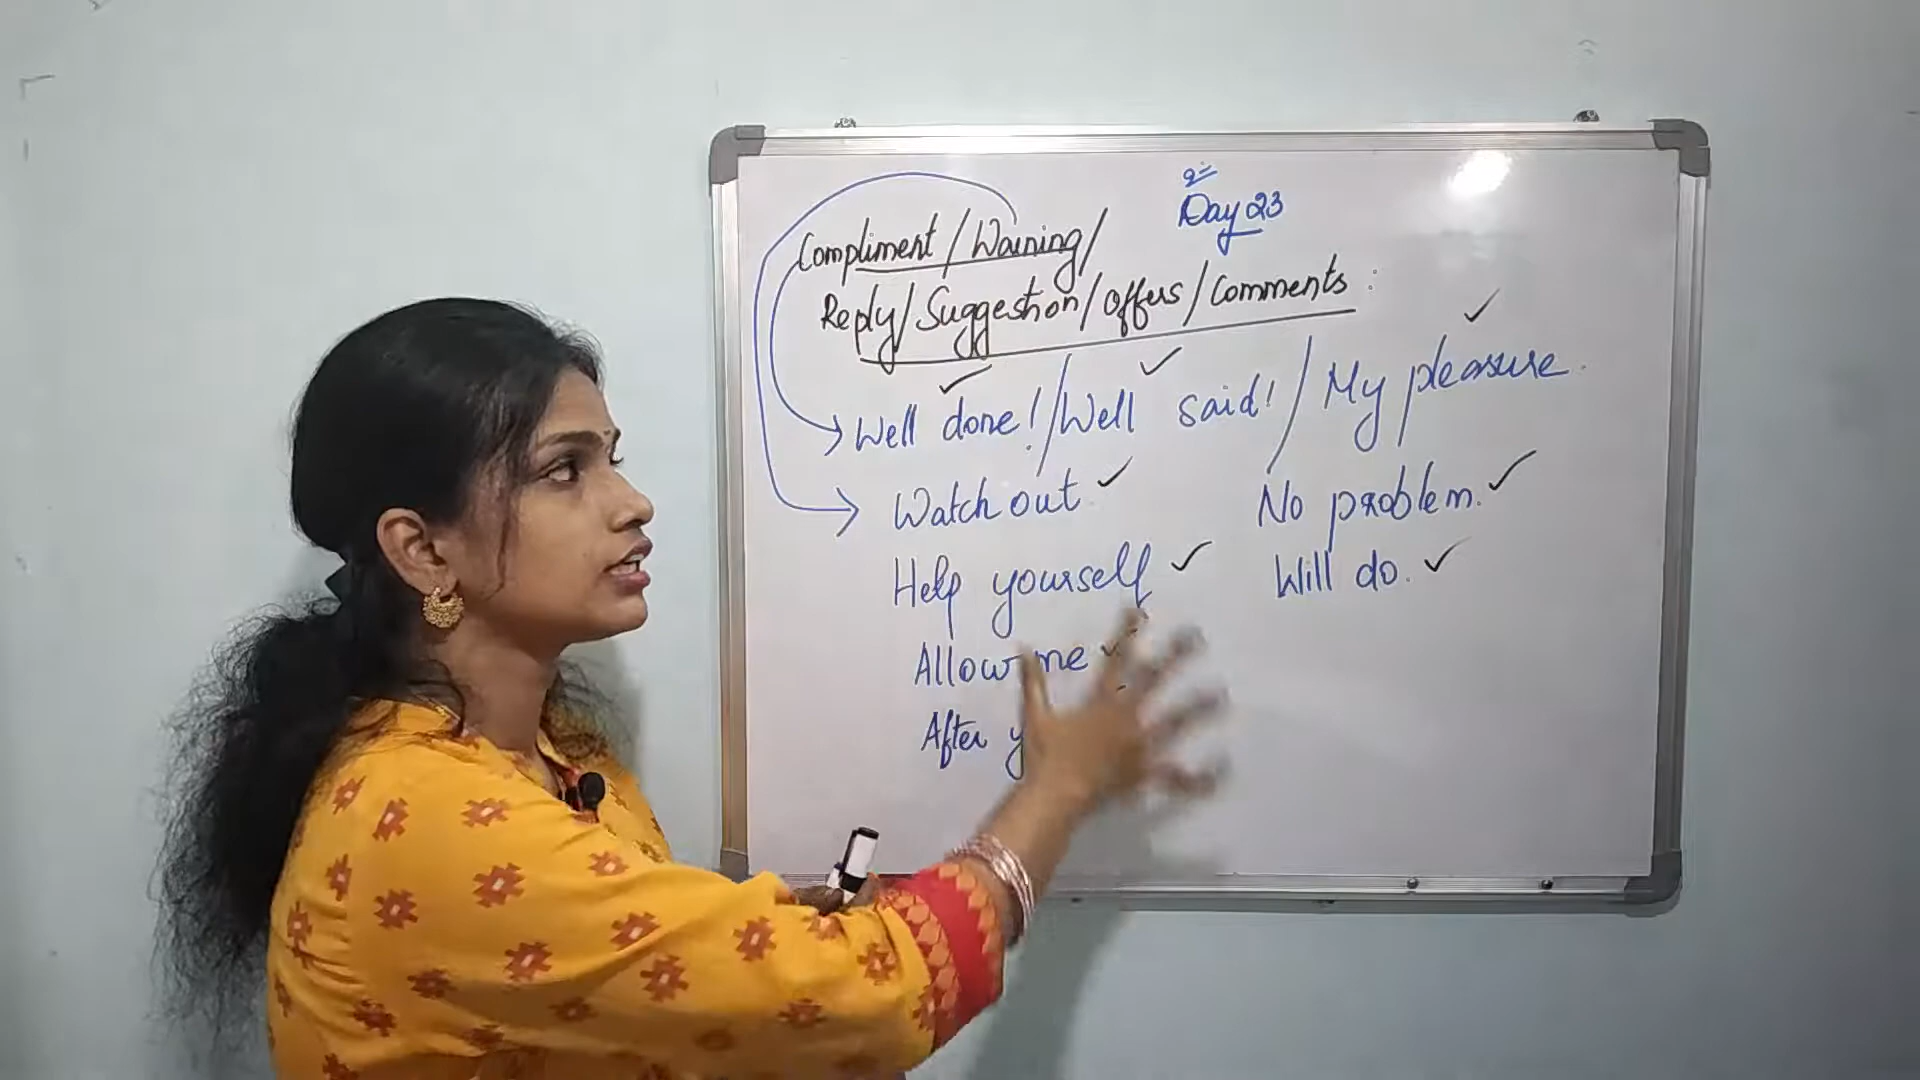 Day 23
Compliment / Warning /
Reply / Suggestion / Offers / Comments :
Well done! / Well said! / My pleasure.
Watch out
No problem.
Help yourself
Will do.
Allow me
After